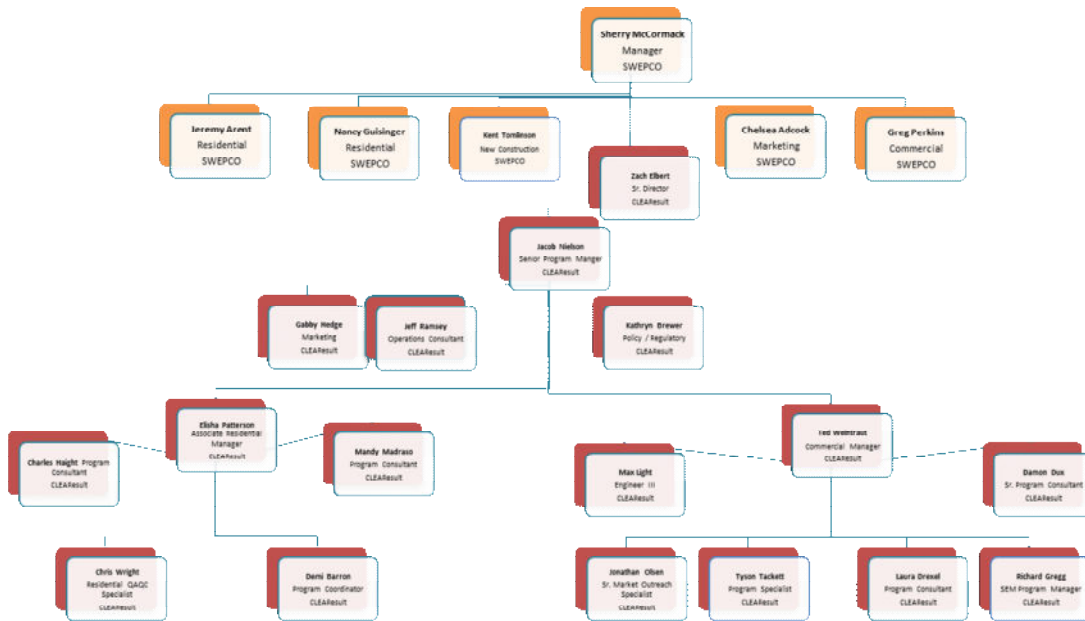 Sherry McCormack
Manager
SWEPCO
Jeremy Arent
Residential
SWEPCO
Nancy Guisinger
Residential
SWEPCO
Kent Tomlinson
New Construction
SWEPCO
Chelsea Adcock
Marketing
SWEPCO
Greg Perkins
Commercial
SWEPCO
Zach Elbert
Sr. Director
CLEAResult
Jacob Nielson
Senior Program Manger
CLEAResult
Gabby Hedge
Marketing
CLEAResult
Jeff Ramsey
Operations Consultant
CLEAResult
Kathryn Brewer
Policy / Regulatory
CLEAResult
Elisha Patterson
Associate Residential
Manager
CLEAResult
Ted Weintraut
Commercial Manager
CLEAResult
Charles Haight Program
Consultant
CLEAResult
Mandy Madraso
Program Consultant
CLEAResult
Max Light
Engineer III
CLEAResult
Damon Dux
Sr. Program Consultant
CLEAResult
Chris Wright
Residential QAQC
Specialist
CLEAResult
Demi Barron
Program Coordinator
CLEAResult
Jonathan Olsen
Sr. Market Outreach
Specialist
CLEAResult
Tyson Tackett
Program Specialist
CLEAResult
Laura Drexel
Program Consultant
CLEAResult
Richard Gregg
SEM Program Manager
CLEAResult